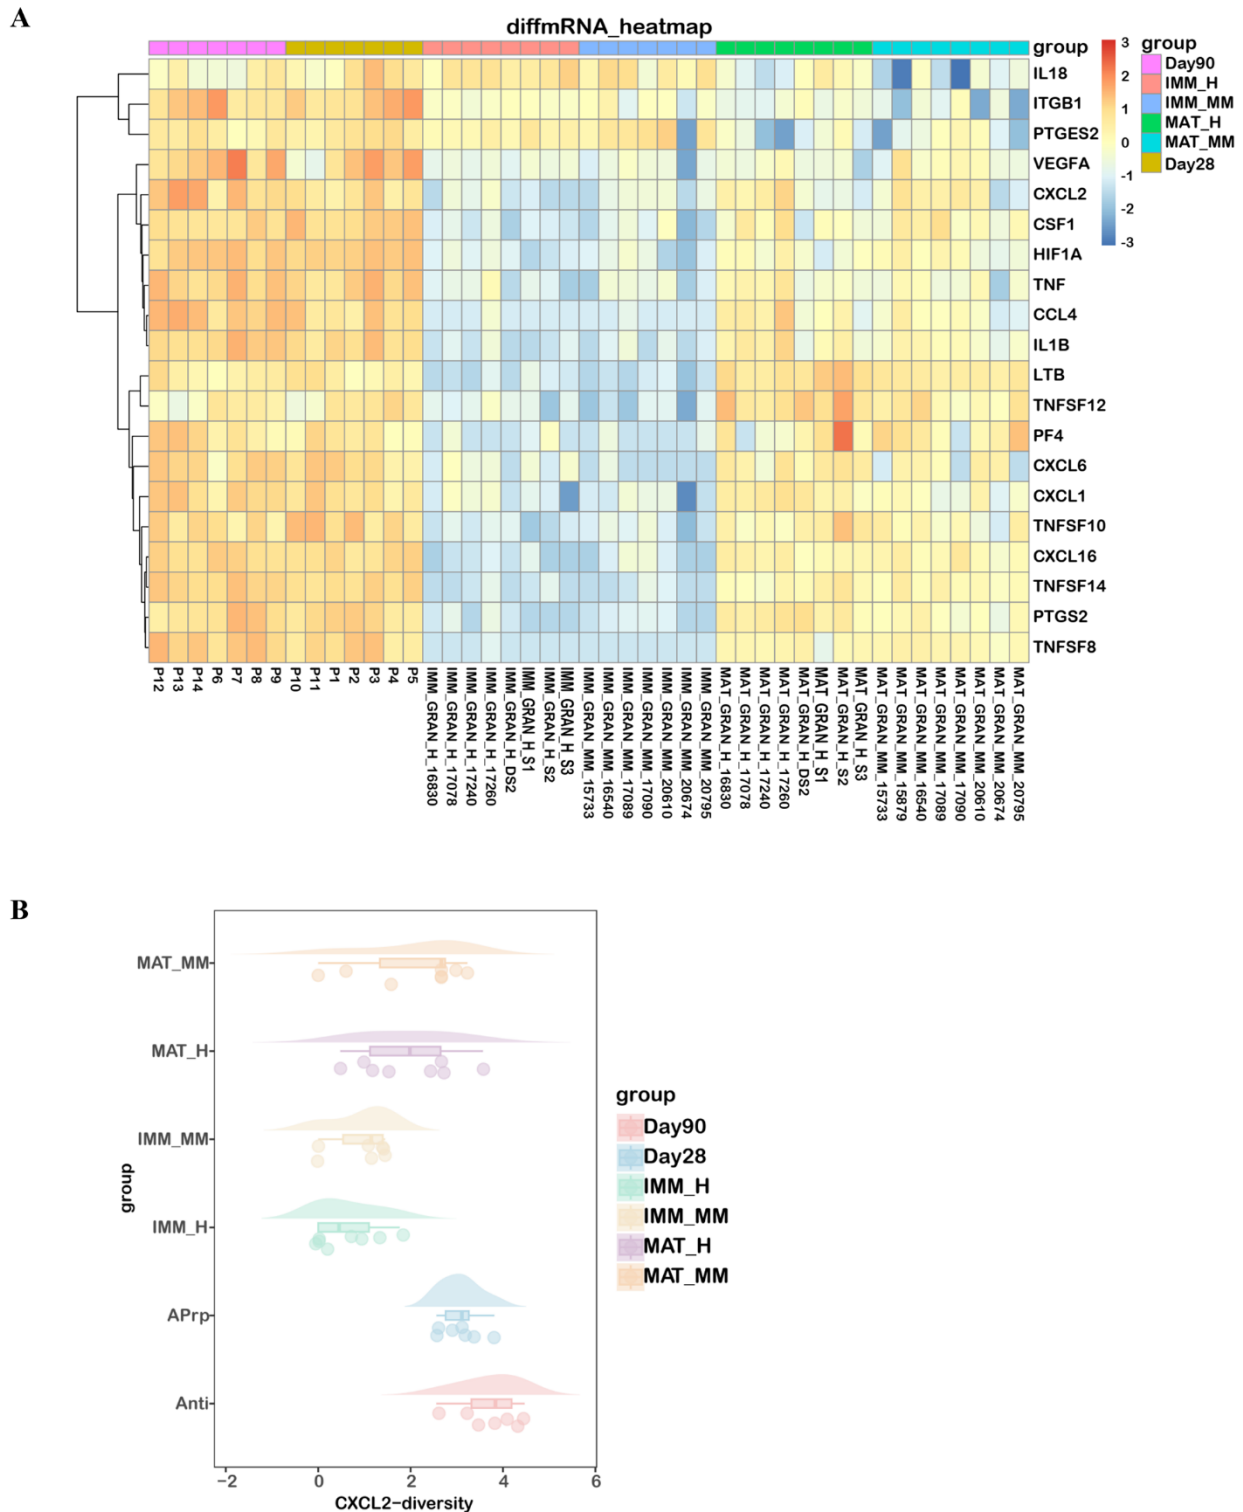 A
diffmRNA_heatmap
group
IL18
ITGB1
PTGES2
VEGFA
CXCL2
CSF1
HIF1A
TNF
CCL4
IL1B
LTB
TNFSF12
PF4
CXCL6
CXCL1
TNFSF10
CXCL16
TNFSF14
PTGS2
TNFSF8
3
2
1
0
-1
-2
-3
group
Day90
IMM_H
IMM_MM
MAT_H
MAT_MM
Day28
P12
P13
P14
P6
P7
P8
P9
P10
P11
P1
P2
P3
P4
P5
IMM_GRAN_H_16830
IMM_GRAN_H_17078
IMM_GRAN_H_17240
IMM_GRAN_H_17260
IMM_GRAN_H_DS2
IMM_GRAN_H_S1
IMM_GRAN_H_S2
IMM_GRAN_H_S3
IMM_GRAN_MM_15733
IMM_GRAN_MM_16540
IMM_GRAN_MM_17089
IMM_GRAN_MM_17090
IMM_GRAN_MM_20610
IMM_GRAN_MM_20674
IMM_GRAN_MM_20795
MAT_GRAN_H_16830
MAT_GRAN_H_17078
MAT_GRAN_H_17240
MAT_GRAN_H_17260
MAT_GRAN_H_DS2
MAT_GRAN_H_S1
MAT_GRAN_H_S2
MAT_GRAN_H_S3
MAT_GRAN_MM_15733
MAT_GRAN_MM_15879
MAT_GRAN_MM_16540
MAT_GRAN_MM_17089
MAT_GRAN_MM_17090
MAT_GRAN_MM_20610
MAT_GRAN_MM_20674
MAT_GRAN_MM_20795
B
group
MAT_MM
MAT_H
IMM_MM
IMM_H
APrp
Anti
−2
0
2
4
6
CXCL2−diversity
group
Day90
Day28
IMM_H
IMM_MM
MAT_H
MAT_MM